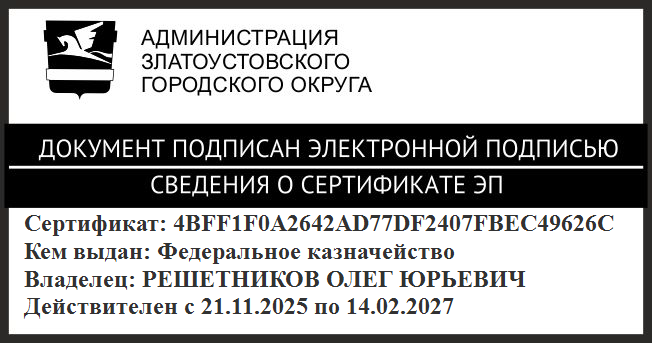 АДМИНИСТРАЦИЯ
ЗЛАТОУСТОВСКОГО
ГОРОДСКОГО ОКРУГА
ДОКУМЕНТ ПОДПИСАН ЭЛЕКТРОННОЙ ПОДПИСЬЮ
СВЕДЕНИЯ О СЕРТИФИКАТЕ ЭП
Сертификат: 4BFF1F0A2642AD77DF2407FBEC49626C
Кем выдан: Федеральное казначейство
Владелец: РЕШЕТНИКОВ ОЛЕГ ЮРЬЕВИЧ
Действителен с 21.11.2025 по 14.02.2027